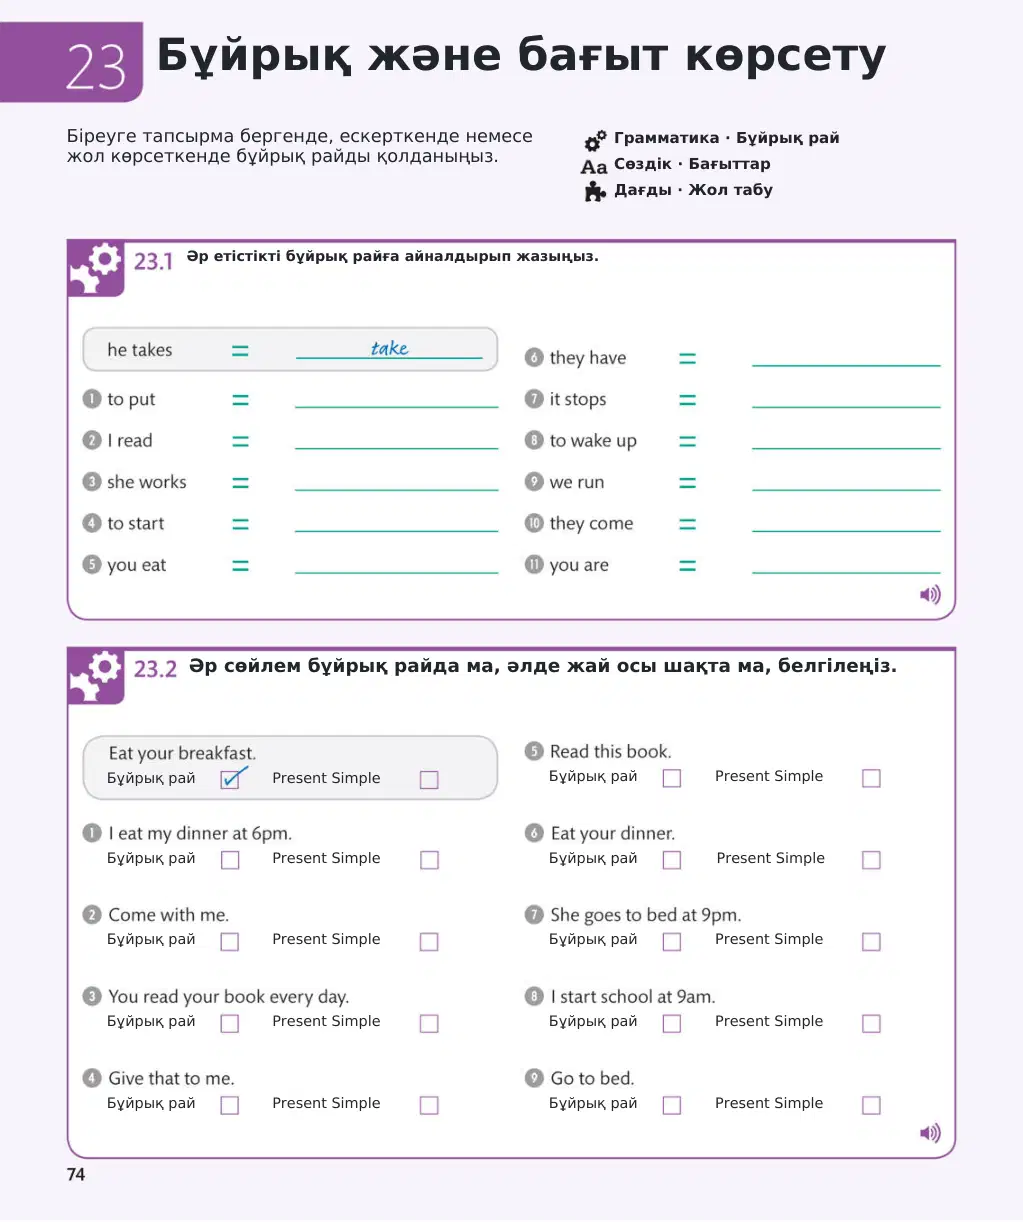 23 Бұйрық және бағыт көрсету
Біреуге тапсырма бергенде, ескерткенде немесе
жол көрсеткенде бұйрық райды қолданыңыз.
Грамматика · Бұйрық рай
Aa Сөздік · Бағыттар
Дағды · Жол табу
23.1 Әр етістікті бұйрық райға айналдырып жазыңыз.
he takes = take
1 to put =
2 I read =
3 she works =
4 to start =
5 you eat =
6 they have =
7 it stops =
8 to wake up =
9 we run =
10 they come =
11 you are =
23.2 Әр сөйлем бұйрық райда ма, әлде жай осы шақта ма, белгілеңіз.
Eat your breakfast.
Бұйрық рай Present Simple
1 I eat my dinner at 6pm.
Бұйрық рай Present Simple
2 Come with me.
Бұйрық рай Present Simple
3 You read your book every day.
Бұйрық рай Present Simple
4 Give that to me.
Бұйрық рай Present Simple
5 Read this book.
Бұйрық рай Present Simple
6 Eat your dinner.
Бұйрық рай Present Simple
7 She goes to bed at 9pm.
Бұйрық рай Present Simple
8 I start school at 9am.
Бұйрық рай Present Simple
9 Go to bed.
Бұйрық рай Present Simple
74